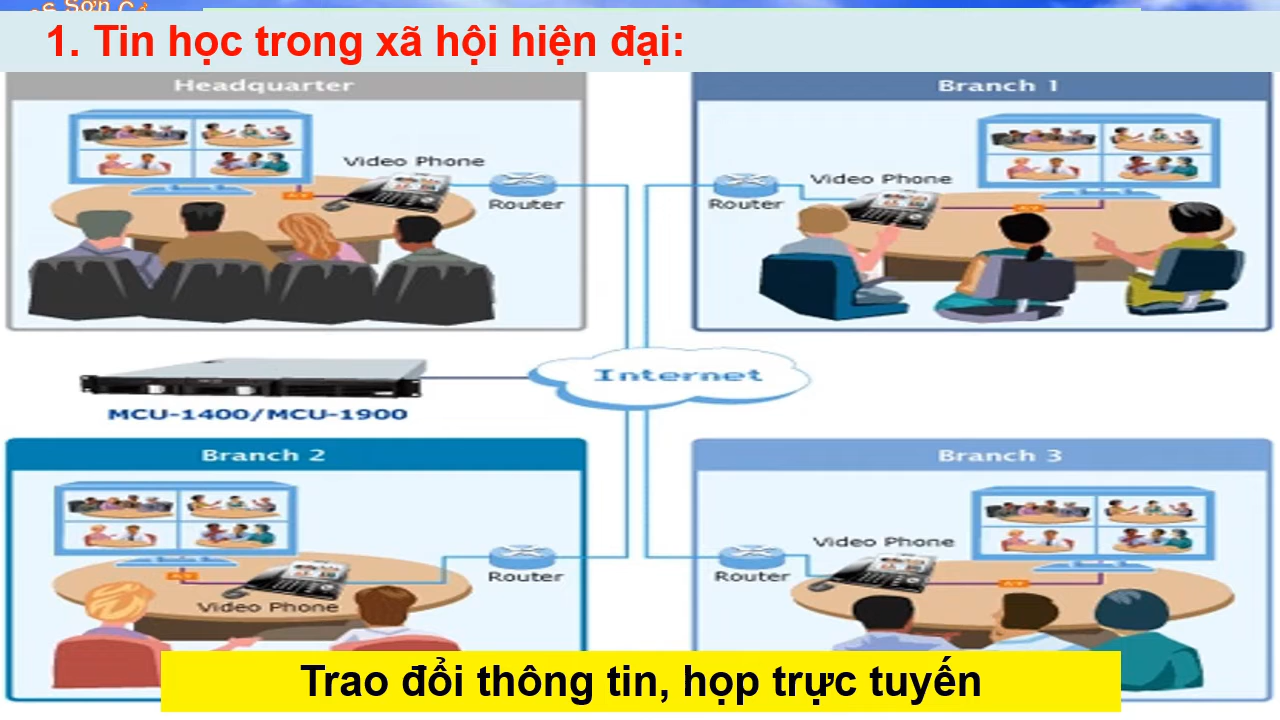 Sơn
1. Tin học trong xã hội hiện đại:
Headquarter
Branch 1
Video Phone
Router
Router
Video Phone
Internet
MCU-1400/MCU-1900
Branch 2
Branch 3
Router
Video Phone
Router
Video Phone
Trao đổi thông tin, họp trực tuyến